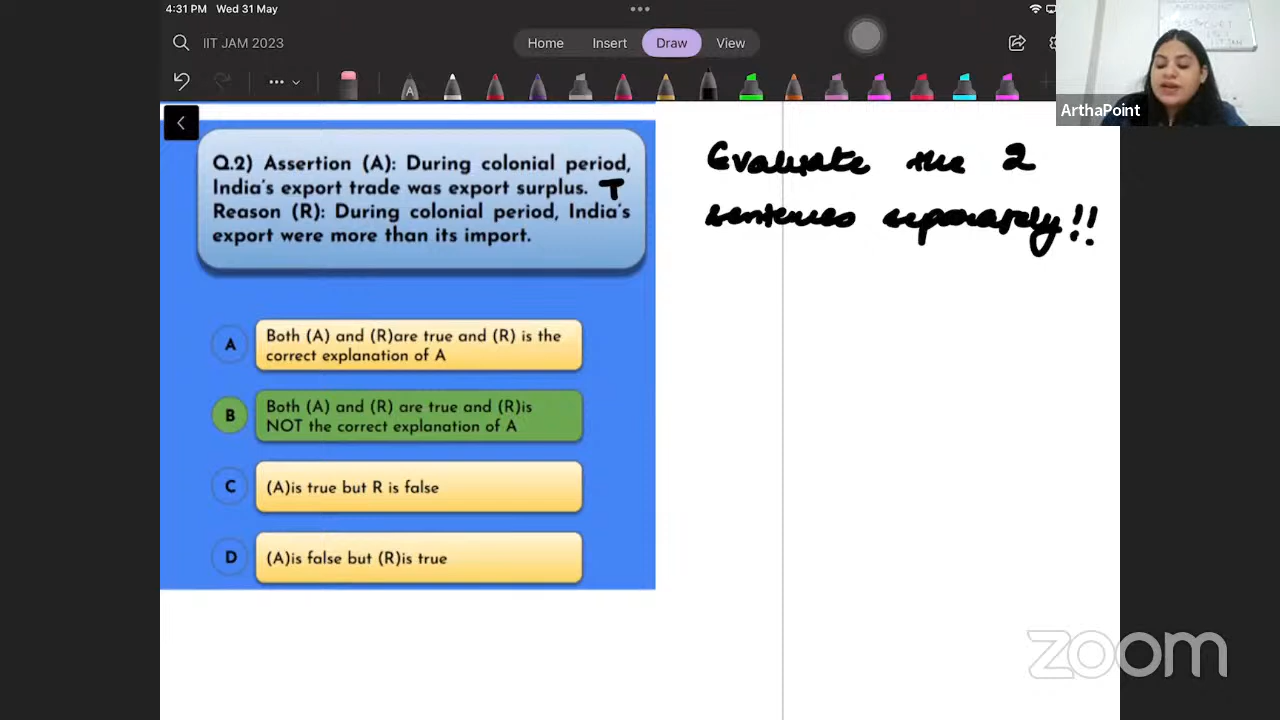 4:31 PM Wed 31 May
IIT JAM 2023
Home Insert Draw View
A
ArthaPoint
Q.2) Assertion (A): During colonial period,
India's export trade was export surplus. T
Reason (R): During colonial period, India's
export were more than its import.
Evaluate the 2
sentences separately!!
A Both (A) and (R)are true and (R) is the
correct explanation of A
B Both (A) and (R) are true and (R)is
NOT the correct explanation of A
C (A)is true but R is false
D (A)is false but (R)is true
zoom